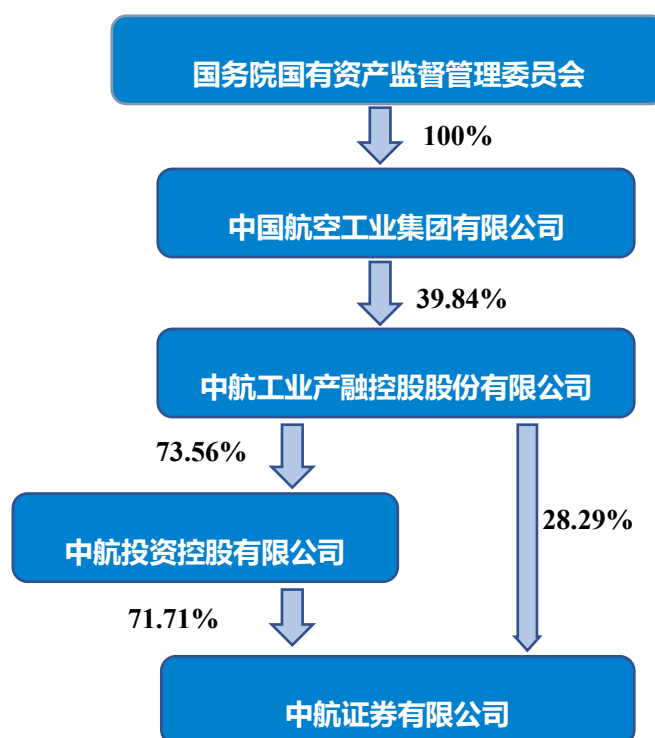 国务院国有资产监督管理委员会
100%
中国航空工业集团有限公司
39.84%
中航工业产融控股股份有限公司
73.56%
28.29%
中航投资控股有限公司
71.71%
中航证券有限公司